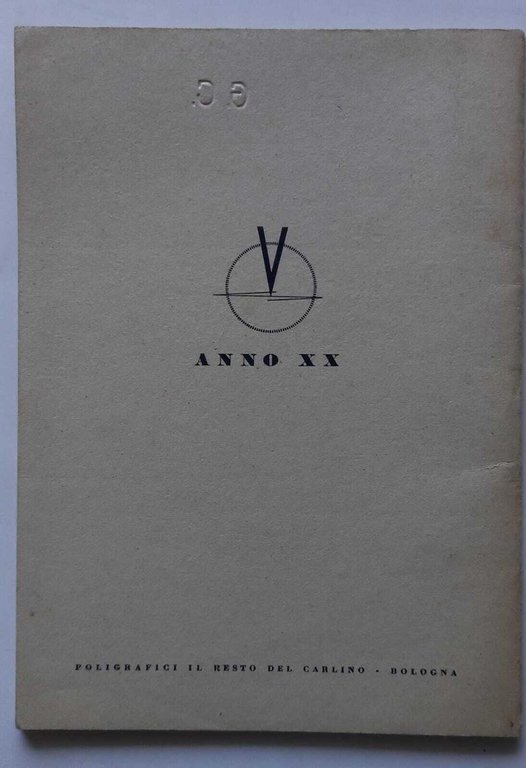 G. C.
V
ANNO XX
POLIGRAFICI IL RESTO DEL CARLINO - BOLOGNA